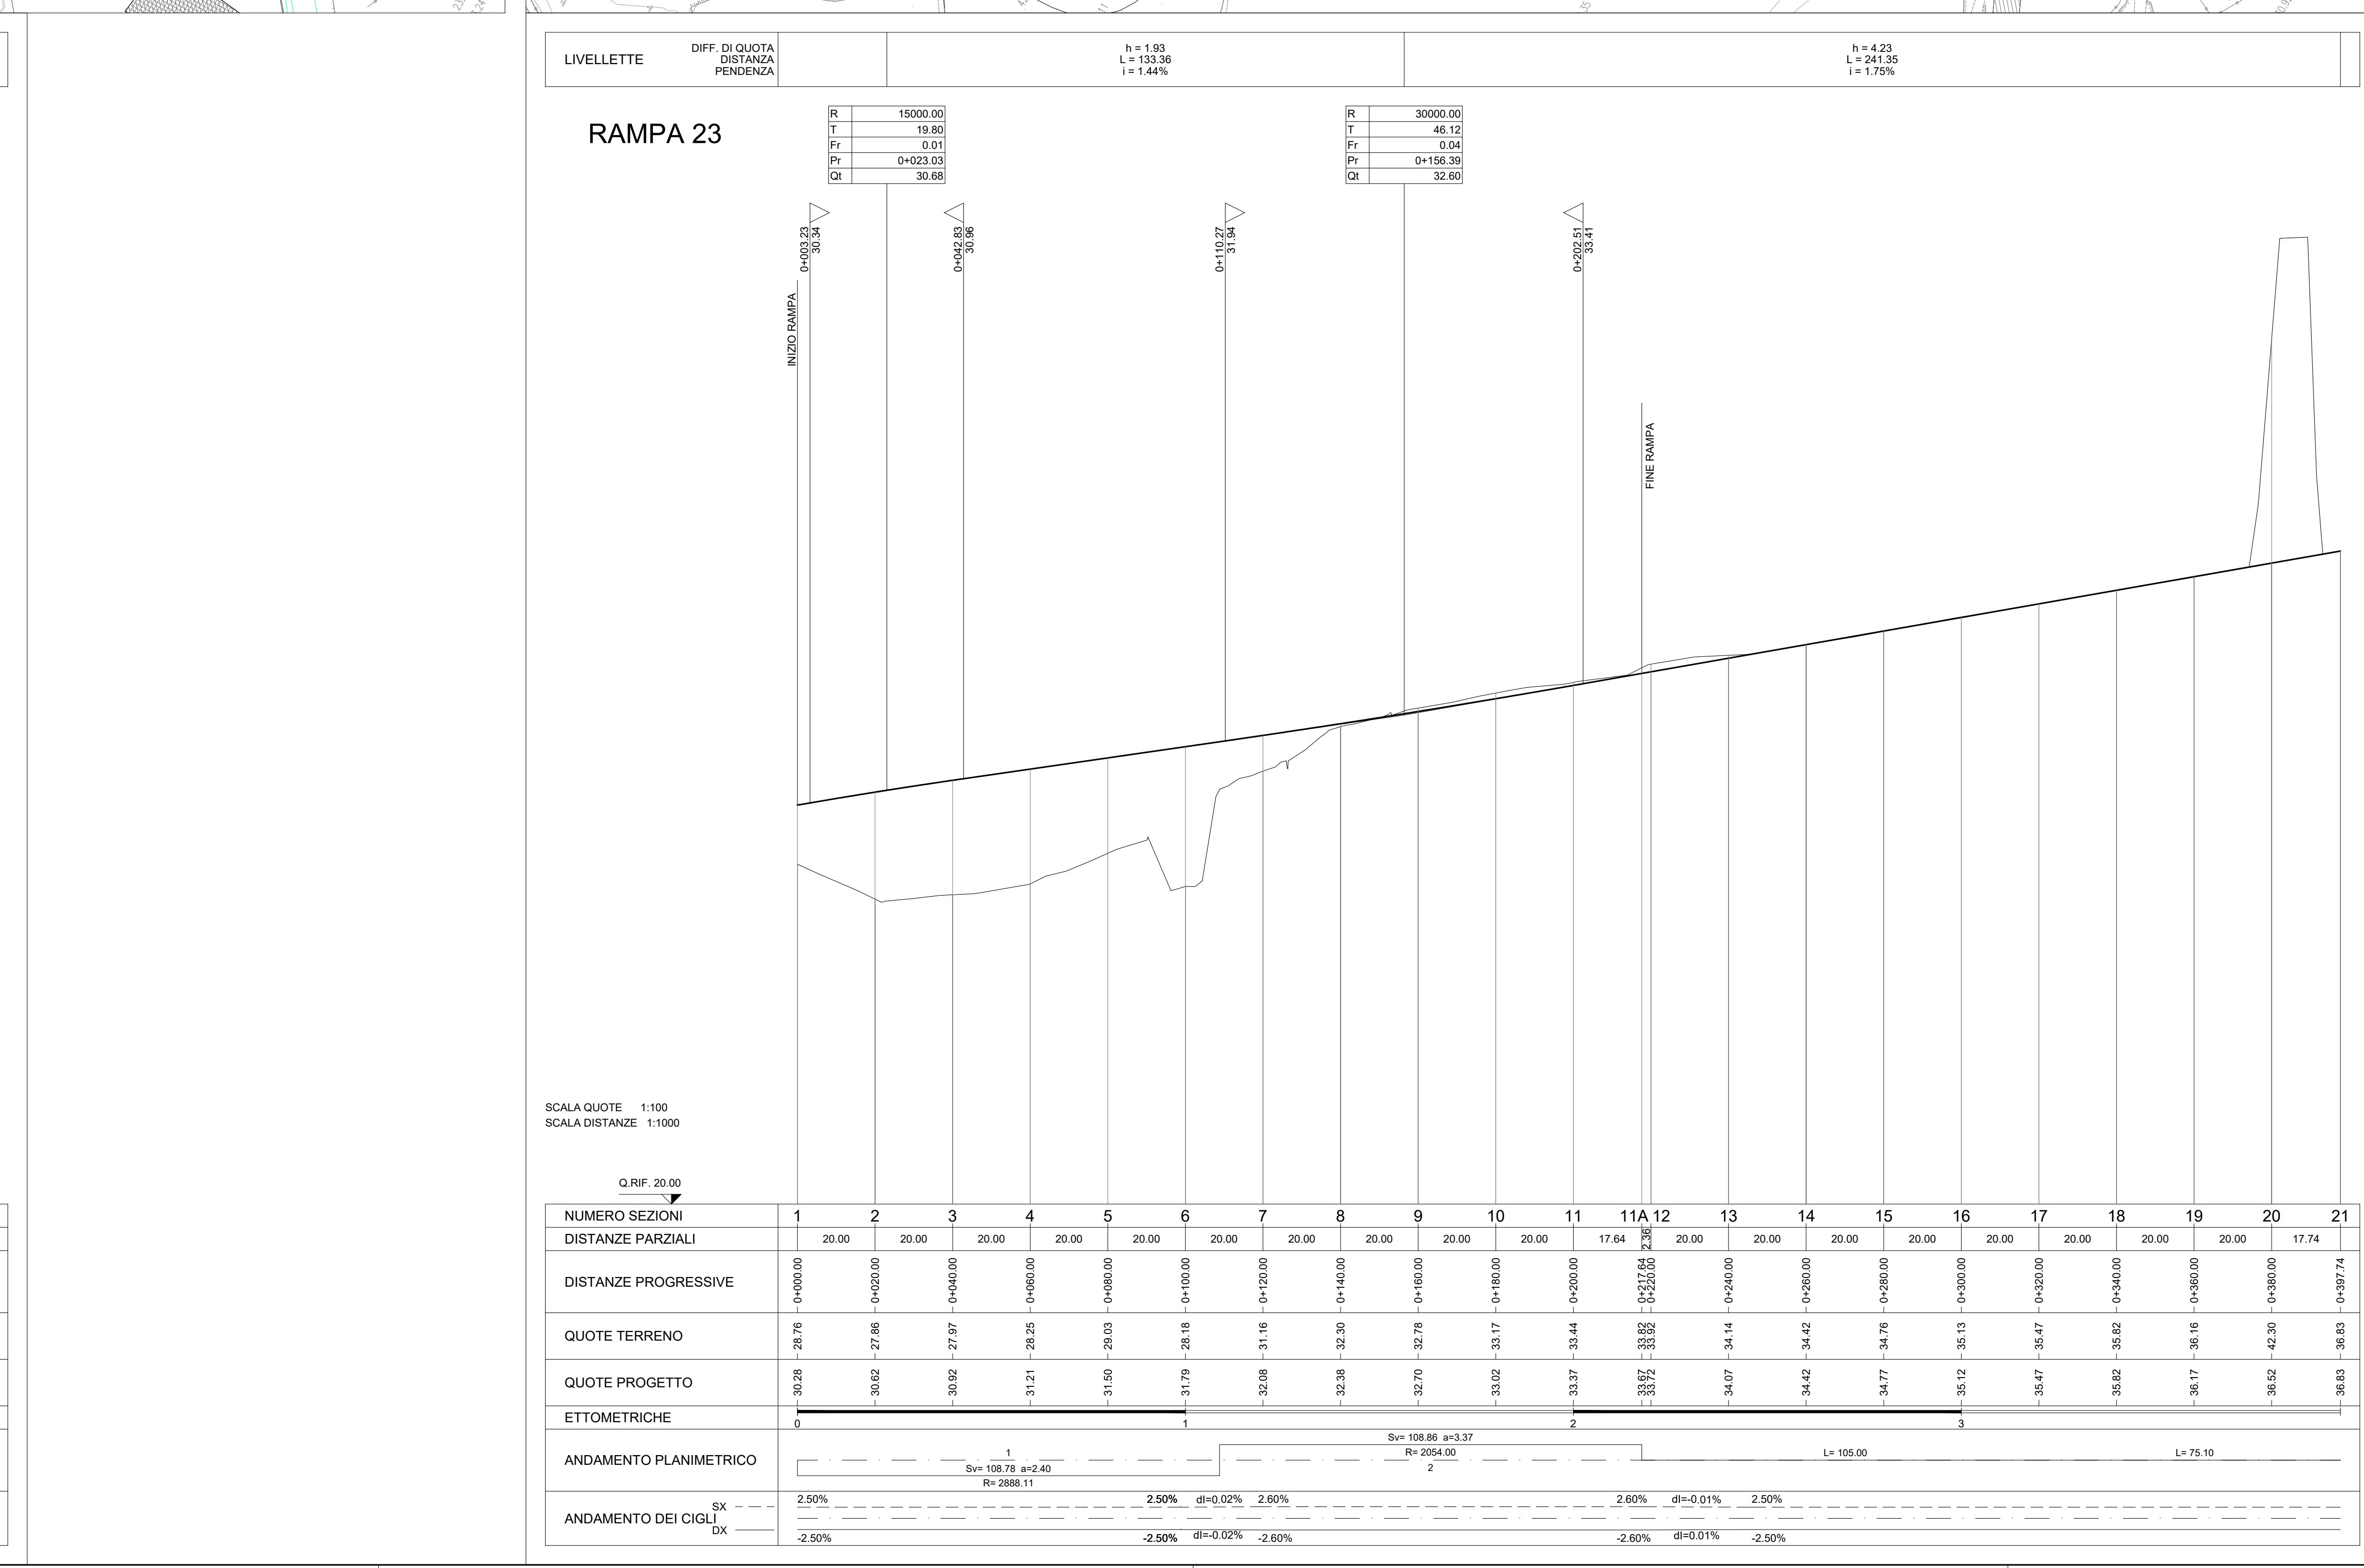 LIVELLETTE
DIFF. DI QUOTA
DISTANZA
PENDENZA
h = 1.93
L = 133.36
i = 1.44%
h = 4.23
L = 241.35
i = 1.75%
RAMPA 23
R 15000.00
T 19.80
Fr 0.01
Pr 0+023.03
Qt 30.68
R 30000.00
T 46.12
Fr 0.04
Pr 0+156.39
Qt 32.60
0+003.23
30.34
0+042.83
30.96
0+110.27
31.94
0+202.51
33.41
INIZIO RAMPA
FINE RAMPA
SCALA QUOTE 1:100
SCALA DISTANZE 1:1000
Q.RIF. 20.00
NUMERO SEZIONI 1 2 3 4 5 6 7 8 9 10 11 11A 12 13 14 15 16 17 18 19 20 21
DISTANZE PARZIALI 20.00 20.00 20.00 20.00 20.00 20.00 20.00 20.00 20.00 20.00 17.64 2.36 20.00 20.00 20.00 20.00 20.00 20.00 20.00 20.00 17.74
DISTANZE PROGRESSIVE 0+000.00 0+020.00 0+040.00 0+060.00 0+080.00 0+100.00 0+120.00 0+140.00 0+160.00 0+180.00 0+200.00 0+217.64 0+220.00 0+240.00 0+260.00 0+280.00 0+300.00 0+320.00 0+340.00 0+360.00 0+380.00 0+397.74
QUOTE TERRENO 28.76 27.86 27.97 28.25 29.03 28.18 31.16 32.30 32.78 33.17 33.44 33.82 33.92 34.14 34.42 34.76 35.13 35.47 35.82 36.16 42.30 36.83
QUOTE PROGETTO 30.28 30.62 30.92 31.21 31.50 31.79 32.08 32.38 32.70 33.02 33.37 33.67 33.72 34.07 34.42 34.77 35.12 35.47 35.82 36.17 36.52 36.83
ETTOMETRICHE 0 1 2 3
ANDAMENTO PLANIMETRICO
1
Sv= 108.78 a=2.40
R= 2888.11
Sv= 108.86 a=3.37
R= 2054.00
2
L= 105.00
L= 75.10
ANDAMENTO DEI CIGLI
SX 2.50% 2.50% dI=0.02% 2.60% 2.60% dI=-0.01% 2.50%
DX -2.50% -2.50% dI=-0.02% -2.60% -2.60% dI=0.01% -2.50%